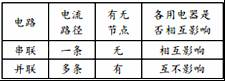 电路 电流路径 有无节点 各用电器是否相互影响
串联 一条 无 相互影响
并联 多条 有 互不影响